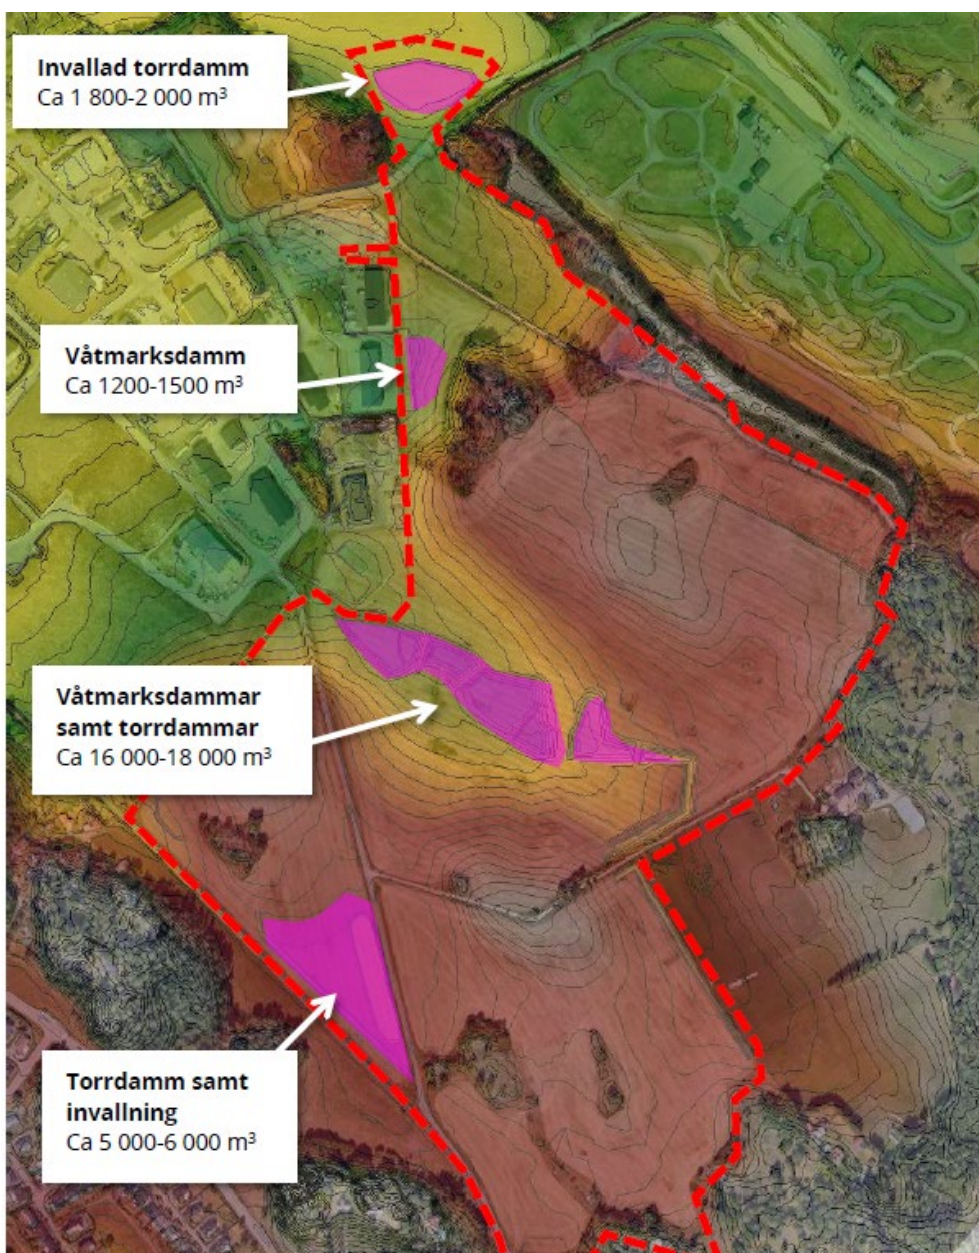 Invallad torrdamm
Ca 1 800-2 000 m³
Våtmarksdamm
Ca 1200-1500 m³
Våtmarksdammar
samt torrdammar
Ca 16 000-18 000 m³
Torrdamm samt
invallning
Ca 5 000-6 000 m³